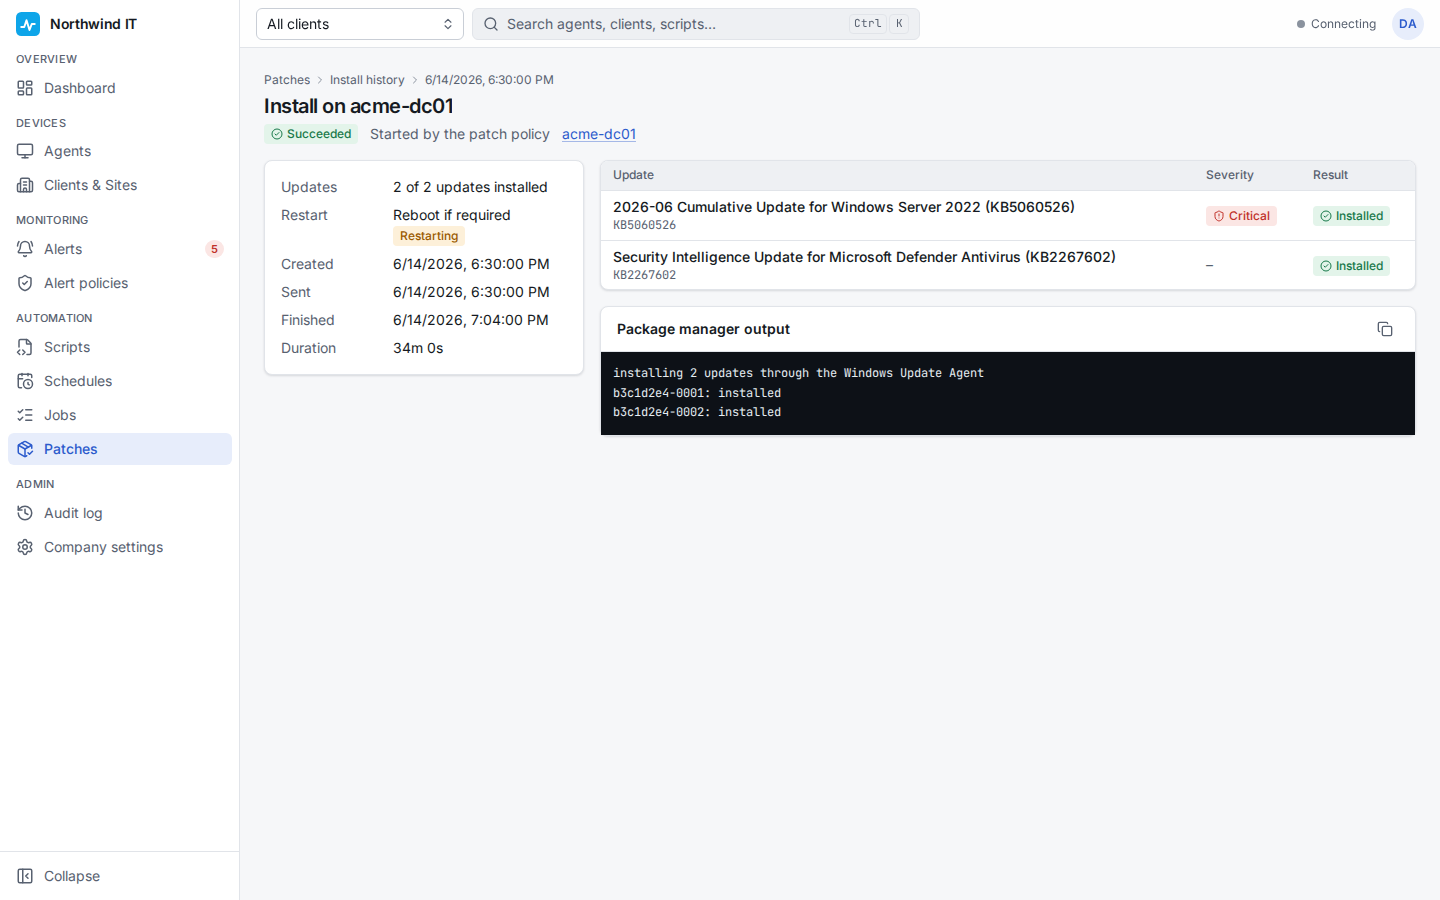 Northwind IT
All clients
Search agents, clients, scripts...
Ctrl K
Connecting
DA
OVERVIEW
Dashboard
DEVICES
Agents
Clients & Sites
MONITORING
Alerts
5
Alert policies
AUTOMATION
Scripts
Schedules
Jobs
Patches
ADMIN
Audit log
Company settings
Collapse
Patches > Install history > 6/14/2026, 6:30:00 PM
Install on acme-dc01
Succeeded Started by the patch policy acme-dc01
Updates 2 of 2 updates installed
Restart Reboot if required
Restarting
Created 6/14/2026, 6:30:00 PM
Sent 6/14/2026, 6:30:00 PM
Finished 6/14/2026, 7:04:00 PM
Duration 34m 0s
Update Severity Result
2026-06 Cumulative Update for Windows Server 2022 (KB5060526)
KB5060526
Critical Installed
Security Intelligence Update for Microsoft Defender Antivirus (KB2267602)
KB2267602
– Installed
Package manager output
installing 2 updates through the Windows Update Agent
b3c1d2e4-0001: installed
b3c1d2e4-0002: installed